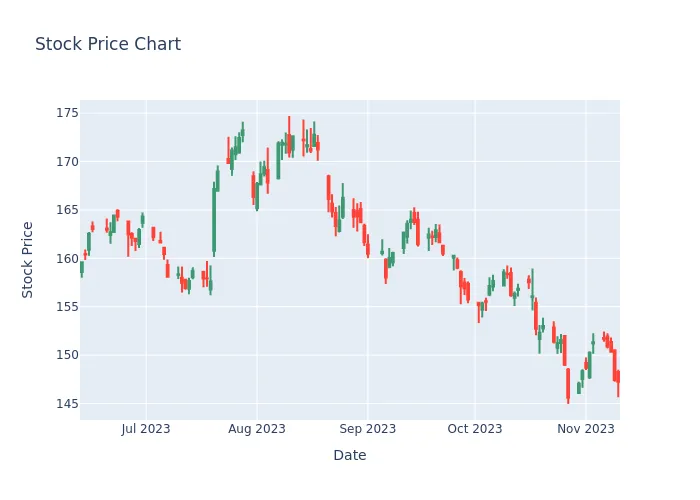 Stock Price Chart
175
170
165
160
155
150
145
Stock Price
Jul 2023
Aug 2023
Sep 2023
Oct 2023
Nov 2023
Date